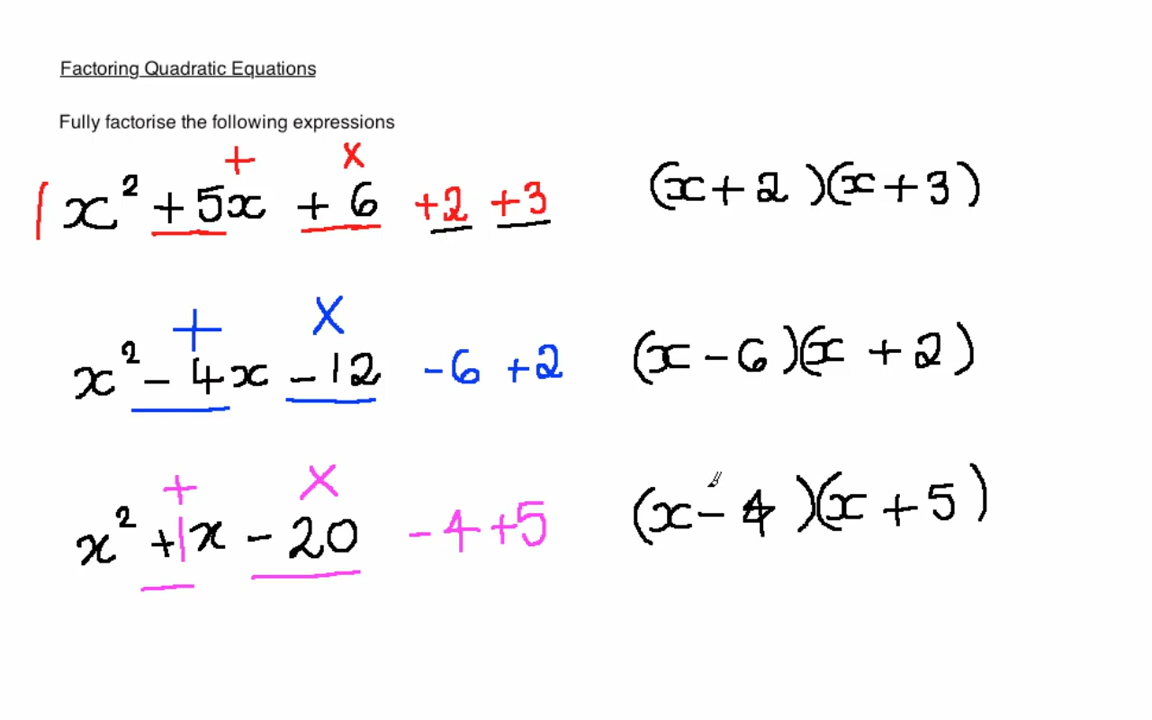 Factoring Quadratic Equations
Fully factorise the following expressions
+ x
1x² + 5x + 6 +2 +3 (x + 2)(x + 3)
+ x
x² - 4x - 12 -6 +2 (x - 6)(x + 2)
+ x
x² + 1x - 20 -4 +5 (x - 4)(x + 5)